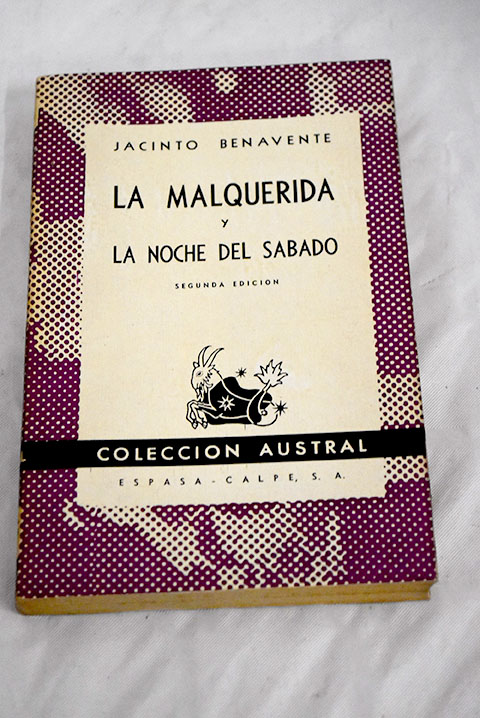 JACINTO BENAVENTE
LA MALQUERIDA
Y
LA NOCHE DEL SABADO
SEGUNDA EDICION
L
COLECCION AUSTRAL
ESPASA - CALPE, S. A.